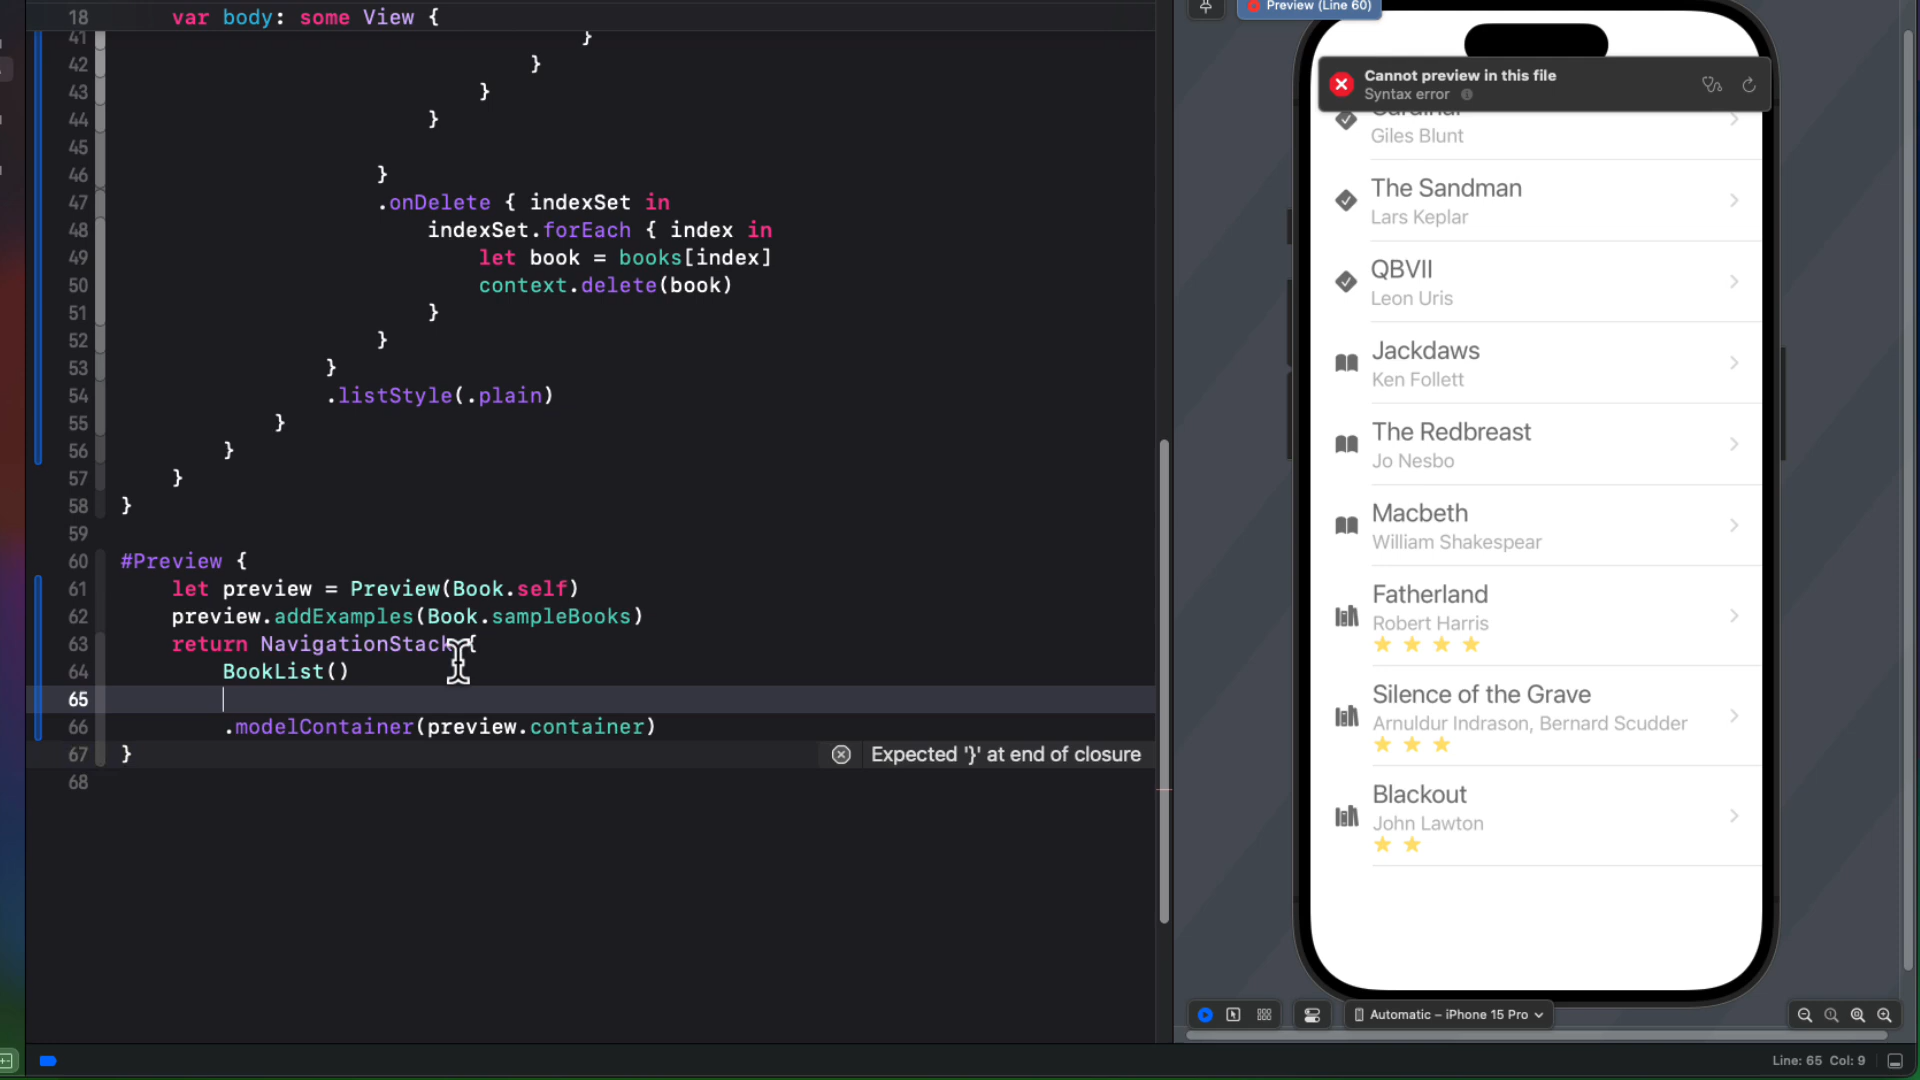 18 var body: some View {
41 }
42 }
43 }
44 }
45
46 }
47 .onDelete { indexSet in
48 indexSet.forEach { index in
49 let book = books[index]
50 context.delete(book)
51 }
52 }
53 }
54 .listStyle(.plain)
55 }
56 }
57 }
58 }
59
60 #Preview {
61 let preview = Preview(Book.self)
62 preview.addExamples(Book.sampleBooks)
63 return NavigationStack {
64 BookList()
65
66 .modelContainer(preview.container)
67 } Expected '}' at end of closure
68
Preview (Line 60)
Cannot preview in this file
Syntax error
Cardinal
Giles Blunt
The Sandman
Lars Keplar
QBVII
Leon Uris
Jackdaws
Ken Follett
The Redbreast
Jo Nesbo
Macbeth
William Shakespear
Fatherland
Robert Harris
Silence of the Grave
Arnuldur Indrason, Bernard Scudder
Blackout
John Lawton
Automatic – iPhone 15 Pro
Line: 65 Col: 9